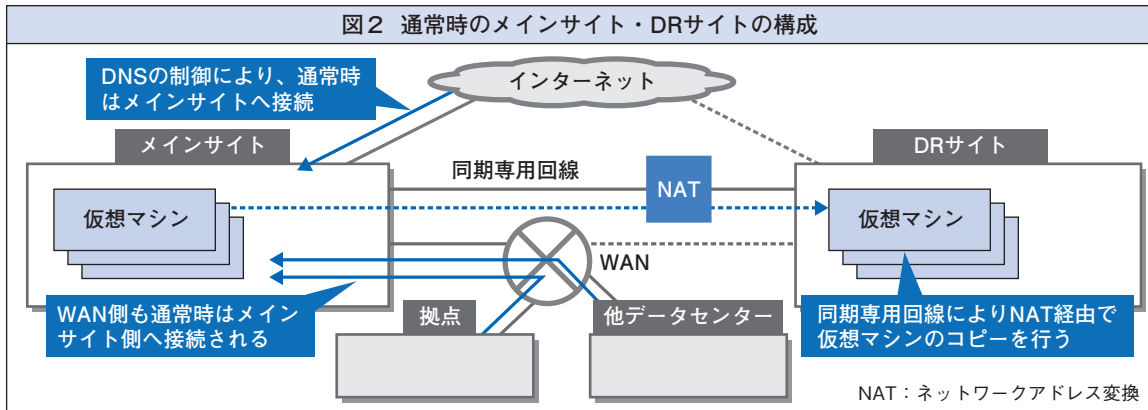 図2 通常時のメインサイト・DRサイトの構成
DNSの制御により、通常時
はメインサイトへ接続
インターネット
メインサイト
DRサイト
同期専用回線
NAT
仮想マシン
仮想マシン
WAN
WAN側も通常時はメイン
サイト側へ接続される
拠点
他データセンター
同期専用回線によりNAT経由で
仮想マシンのコピーを行う
NAT：ネットワークアドレス変換